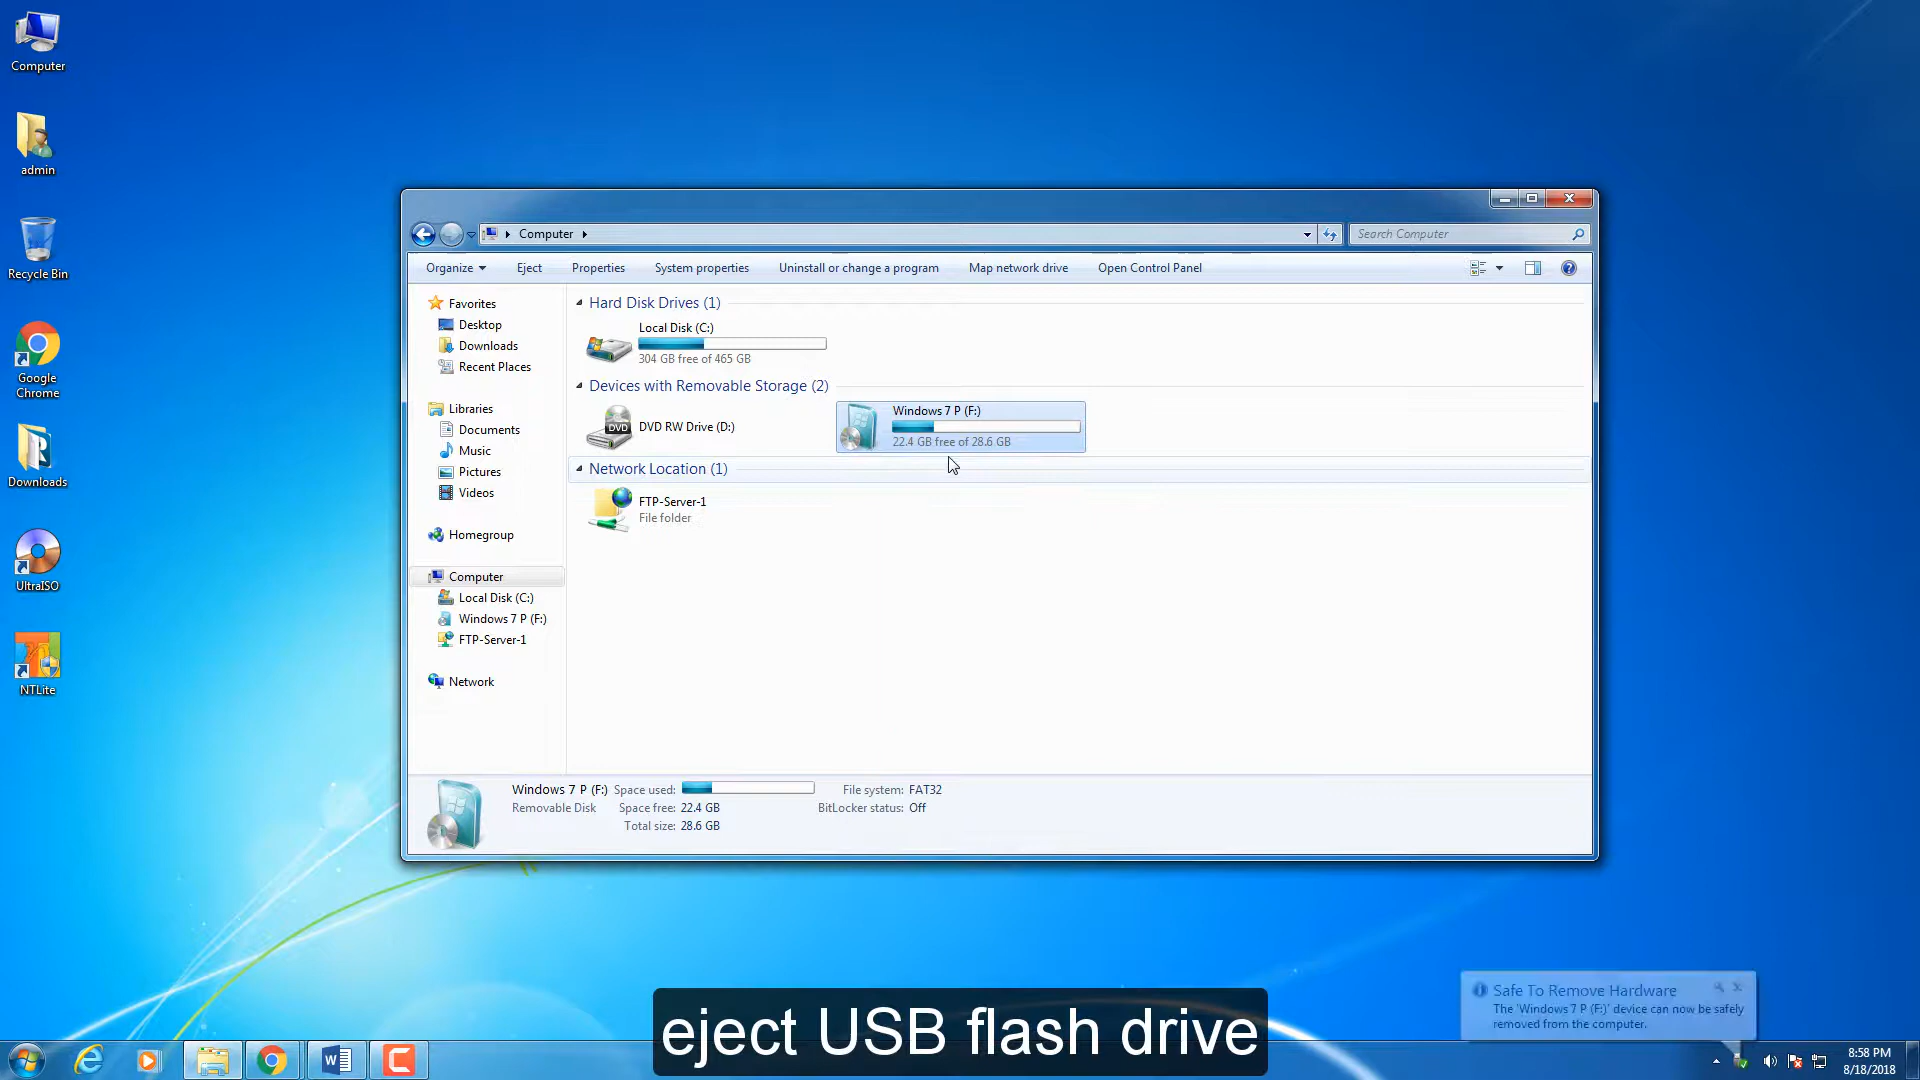 Computer
admin
Recycle Bin
Google
Chrome
Downloads
UltraISO
NTLite
Computer
Search Computer
Organize
Eject
Properties
System properties
Uninstall or change a program
Map network drive
Open Control Panel
Favorites
Desktop
Downloads
Recent Places
Libraries
Documents
Music
Pictures
Videos
Homegroup
Computer
Local Disk (C:)
Windows 7 P (F:)
FTP-Server-1
Network
Hard Disk Drives (1)
Local Disk (C:)
304 GB free of 465 GB
Devices with Removable Storage (2)
DVD
DVD RW Drive (D:)
Windows 7 P (F:)
22.4 GB free of 28.6 GB
Network Location (1)
FTP-Server-1
File folder
Windows 7 P (F:) Space used: File system: FAT32
Removable Disk Space free: 22.4 GB BitLocker status: Off
Total size: 28.6 GB
Safe To Remove Hardware
The 'Windows 7 P (F:)' device can now be safely
removed from the computer.
eject USB flash drive
8:58 PM
8/18/2018